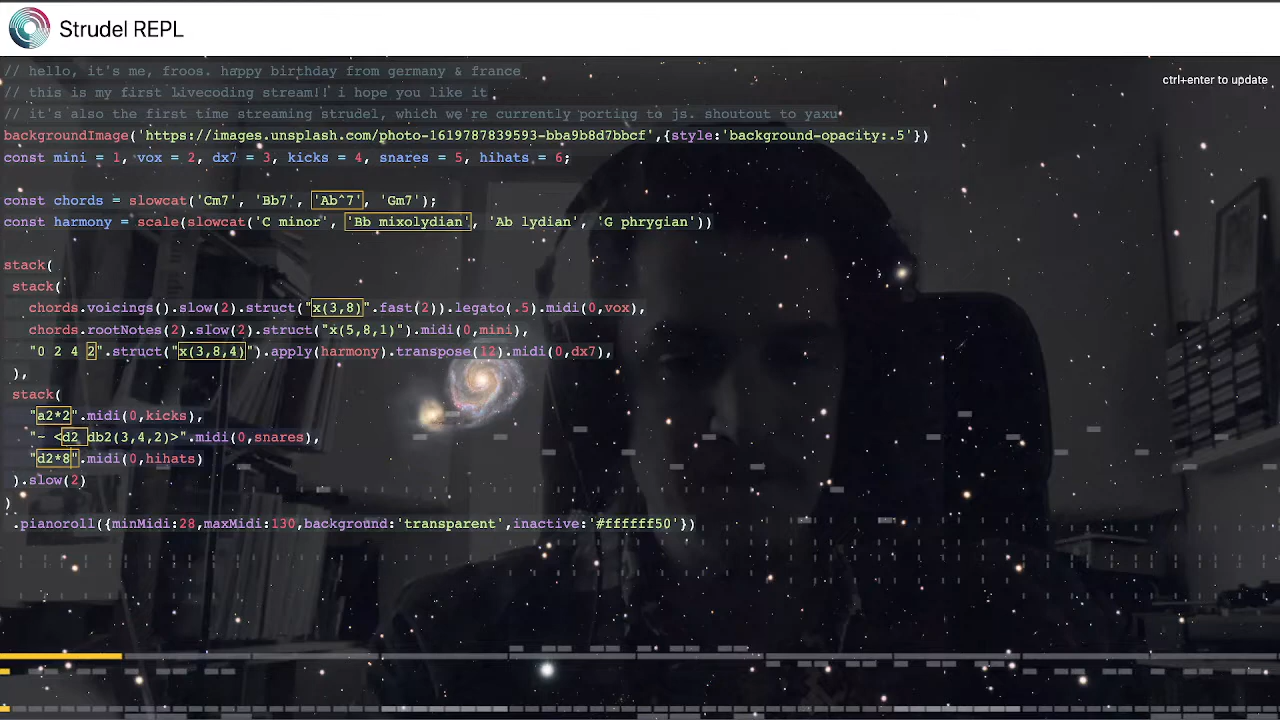 Strudel REPL
ctrl+enter to update
// hello, it's me, froos. happy birthday from germany & france
// this is my first livecoding stream!! i hope you like it
// it's also the first time streaming strudel, which we're currently porting to js. shoutout to yaxu
backgroundImage('https://images.unsplash.com/photo-1619787839593-bba9b8d7bbcf',{style:'background-opacity:.5'})
const mini = 1, vox = 2, dx7 = 3, kicks = 4, snares = 5, hihats = 6;
const chords = slowcat('Cm7', 'Bb7', 'Ab^7', 'Gm7');
const harmony = scale(slowcat('C minor', 'Bb mixolydian', 'Ab lydian', 'G phrygian'))
stack(
stack(
chords.voicings().slow(2).struct("x(3,8)".fast(2)).legato(.5).midi(0,vox),
chords.rootNotes(2).slow(2).struct("x(5,8,1)").midi(0,mini),
"0 2 4 2".struct("x(3,8,4)").apply(harmony).transpose(12).midi(0,dx7),
),
stack(
"a2*2".midi(0,kicks),
"~ <d2 db2(3,4,2)>".midi(0,snares),
"d2*8".midi(0,hihats)
).slow(2)
)
.pianoroll({minMidi:28,maxMidi:130,background:'transparent',inactive:'#ffffff50'})